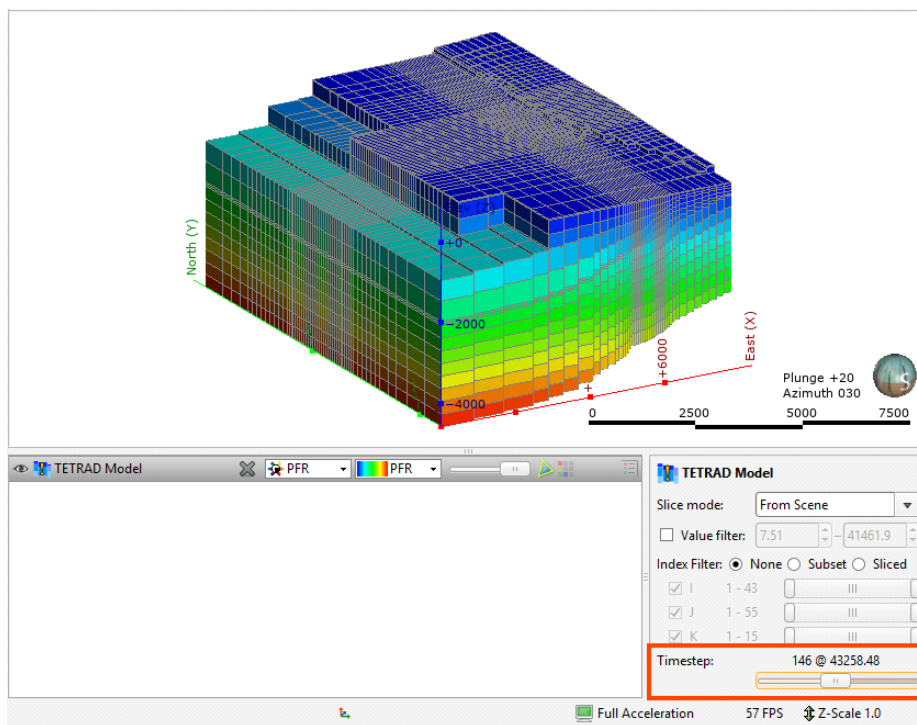 Elev (Z)
+0
North (Y)
-2000
East (X)
+6000
+
-4000
Plunge +20
Azimuth 030
S
0 2500 5000 7500
TETRAD Model PFR PFR
TETRAD Model
Slice mode: From Scene
Value filter: 7.51 – 41461.9
Index Filter: None Subset Sliced
I 1 - 43
J 1 - 55
K 1 - 15
Timestep: 146 @ 43258.48
Full Acceleration 57 FPS Z-Scale 1.0